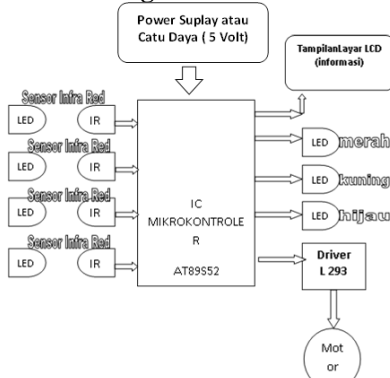 Power Suplay atau
Catu Daya ( 5 Volt)
TampilanLayar LCD
(informasi)
Sensor Infra Red
LED
IR
Sensor Infra Red
LED
IR
Sensor Infra Red
LED
IR
Sensor Infra Red
LED
IR
IC
MIKROKONTROLE
R
AT89S52
LED
merah
LED
kuning
LED
hijau
Driver
L 293
Mot
or